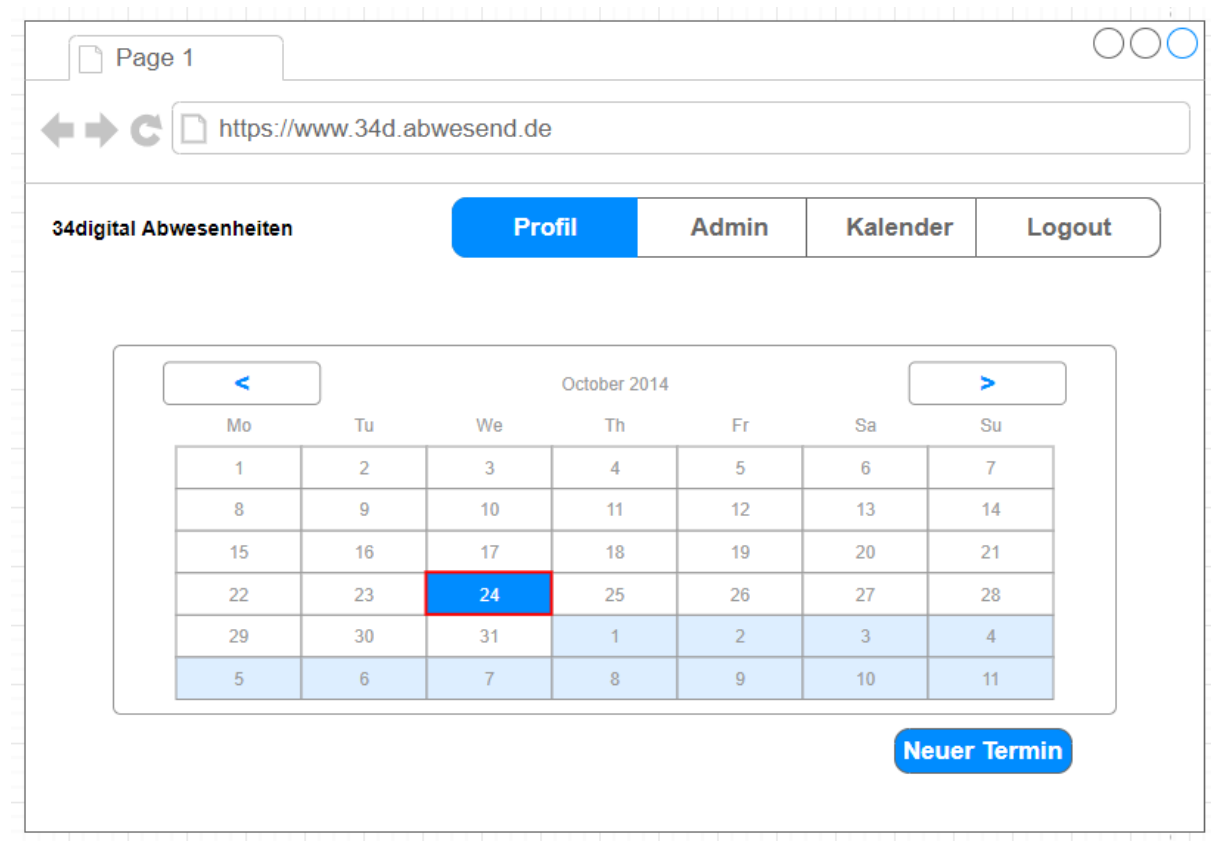 Page 1
https://www.34d.abwesend.de
34digital Abwesenheiten Profil Admin Kalender Logout
< October 2014 >
Mo Tu We Th Fr Sa Su
1 2 3 4 5 6 7
8 9 10 11 12 13 14
15 16 17 18 19 20 21
22 23 24 25 26 27 28
29 30 31 1 2 3 4
5 6 7 8 9 10 11
Neuer Termin